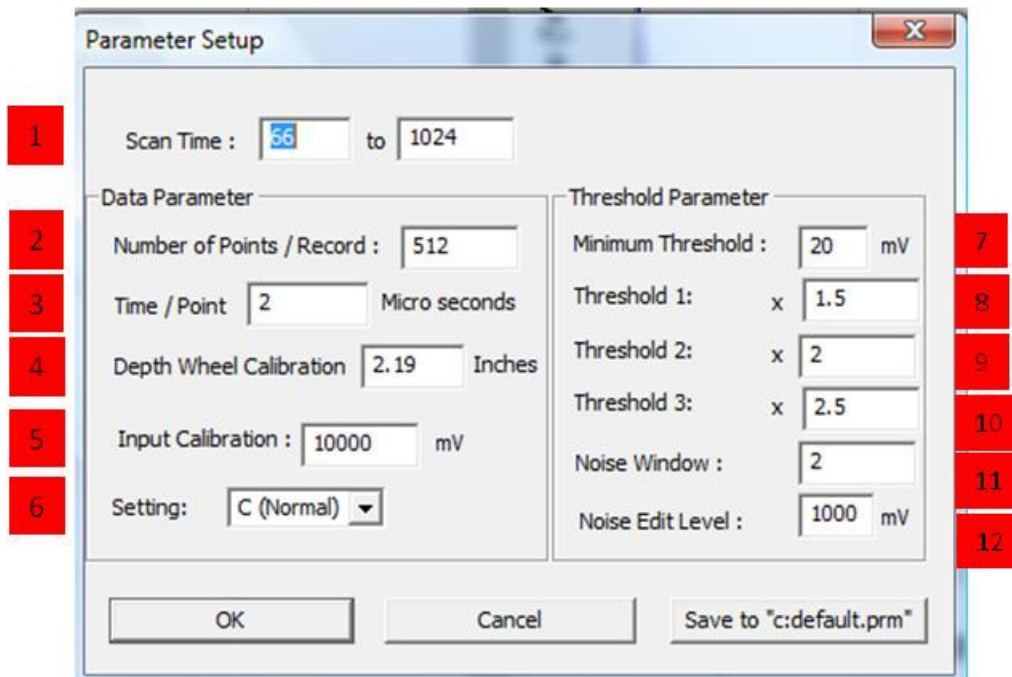 Parameter Setup
X
1
Scan Time : 66 to 1024
Data Parameter
2
Number of Points / Record : 512
3
Time / Point 2 Micro seconds
4
Depth Wheel Calibration 2.19 Inches
5
Input Calibration : 10000 mV
6
Setting: C (Normal)
Threshold Parameter
Minimum Threshold : 20 mV
7
Threshold 1: x 1.5
8
Threshold 2: x 2
9
Threshold 3: x 2.5
10
Noise Window : 2
11
Noise Edit Level : 1000 mV
12
OK
Cancel
Save to "c:default.prm"